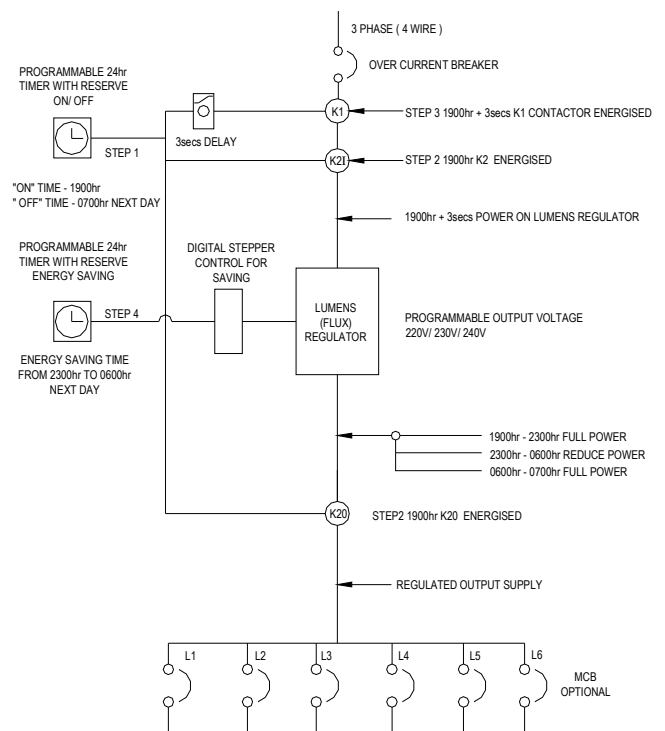 3 PHASE ( 4 WIRE )
OVER CURRENT BREAKER
PROGRAMMABLE 24hr
TIMER WITH RESERVE
ON/ OFF
STEP 1
3secs DELAY
K1
STEP 3 1900hr + 3secs K1 CONTACTOR ENERGISED
K2I
STEP 2 1900hr K2 ENERGISED
"ON" TIME - 1900hr
" OFF" TIME - 0700hr NEXT DAY
1900hr + 3secs POWER ON LUMENS REGULATOR
PROGRAMMABLE 24hr
TIMER WITH RESERVE
ENERGY SAVING
DIGITAL STEPPER
CONTROL FOR
SAVING
STEP 4
LUMENS
(FLUX)
REGULATOR
PROGRAMMABLE OUTPUT VOLTAGE
220V/ 230V/ 240V
ENERGY SAVING TIME
FROM 2300hr TO 0600hr
NEXT DAY
1900hr - 2300hr FULL POWER
2300hr - 0600hr REDUCE POWER
0600hr - 0700hr FULL POWER
K20
STEP2 1900hr K20 ENERGISED
REGULATED OUTPUT SUPPLY
L1
L2
L3
L4
L5
L6
MCB
OPTIONAL